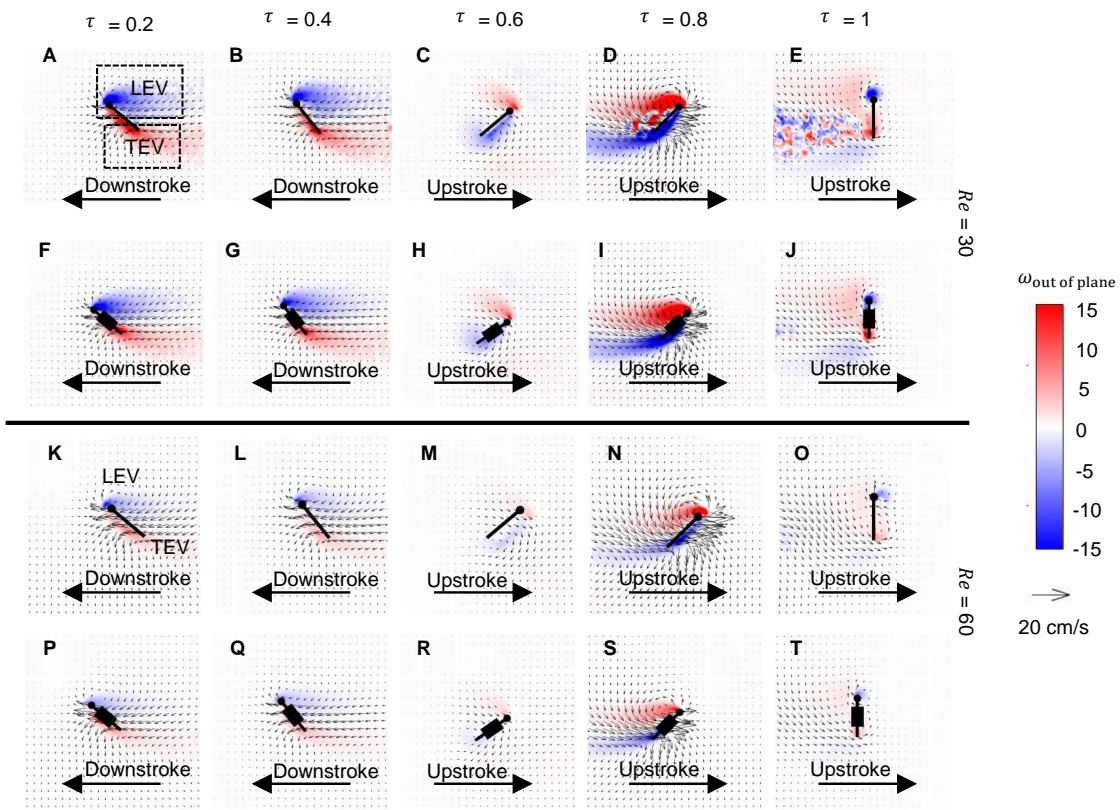 τ = 0.2 τ = 0.4 τ = 0.6 τ = 0.8 τ = 1
A B C D E
LEV
TEV
Downstroke Downstroke Upstroke Upstroke Upstroke
Re = 30
F G H I J
Downstroke Downstroke Upstroke Upstroke Upstroke
K L M N O
LEV
TEV
Downstroke Downstroke Upstroke Upstroke Upstroke
Re = 60
P Q R S T
Downstroke Downstroke Upstroke Upstroke Upstroke
ωout of plane
15
10
5
0
-5
-10
-15
20 cm/s